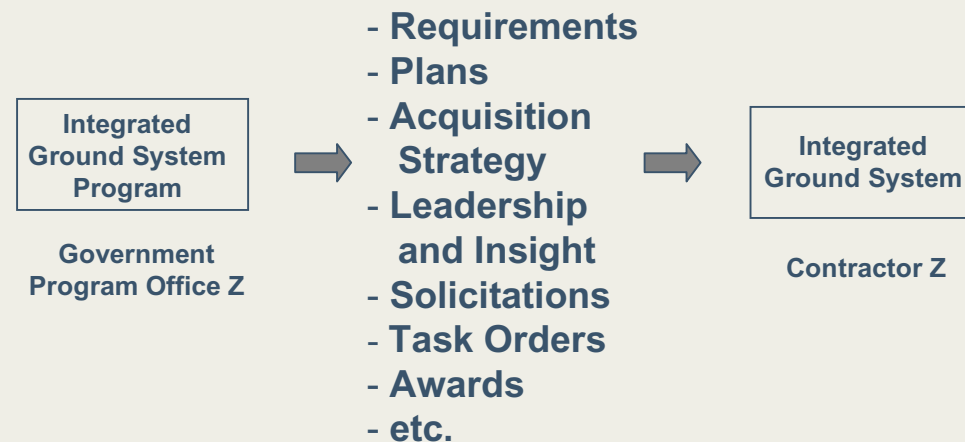 Integrated
Ground System
Program
Government
Program Office Z
- Requirements
- Plans
- Acquisition
Strategy
- Leadership
and Insight
- Solicitations
- Task Orders
- Awards
- etc.
Integrated
Ground System
Contractor Z